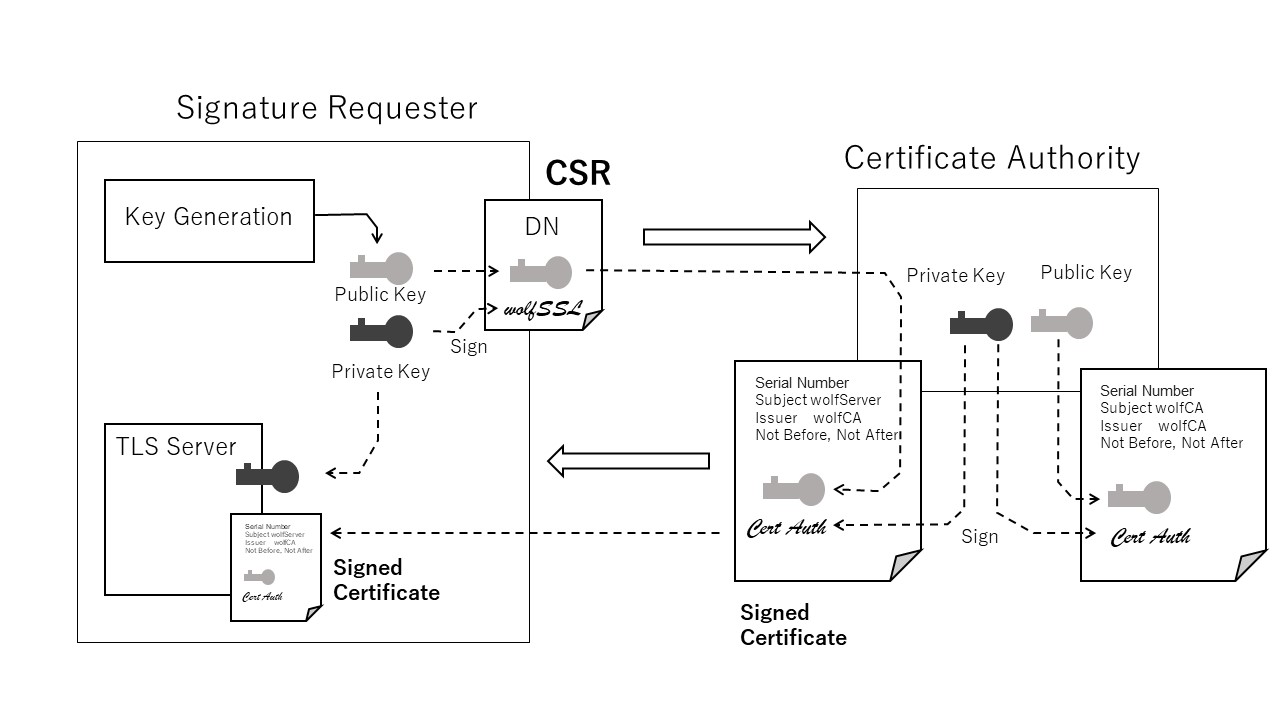 Signature Requester
CSR
Certificate Authority
Key Generation
DN
Public Key
wolfSSL
Sign
Private Key
Private Key
Public Key
TLS Server
Serial Number
Subject wolfServer
Issuer wolfCA
Not Before, Not After
Cert Auth
Signed
Certificate
Serial Number
Subject wolfServer
Issuer wolfCA
Not Before, Not After
Cert Auth
Signed
Certificate
Sign
Serial Number
Subject wolfCA
Issuer wolfCA
Not Before, Not After
Cert Auth